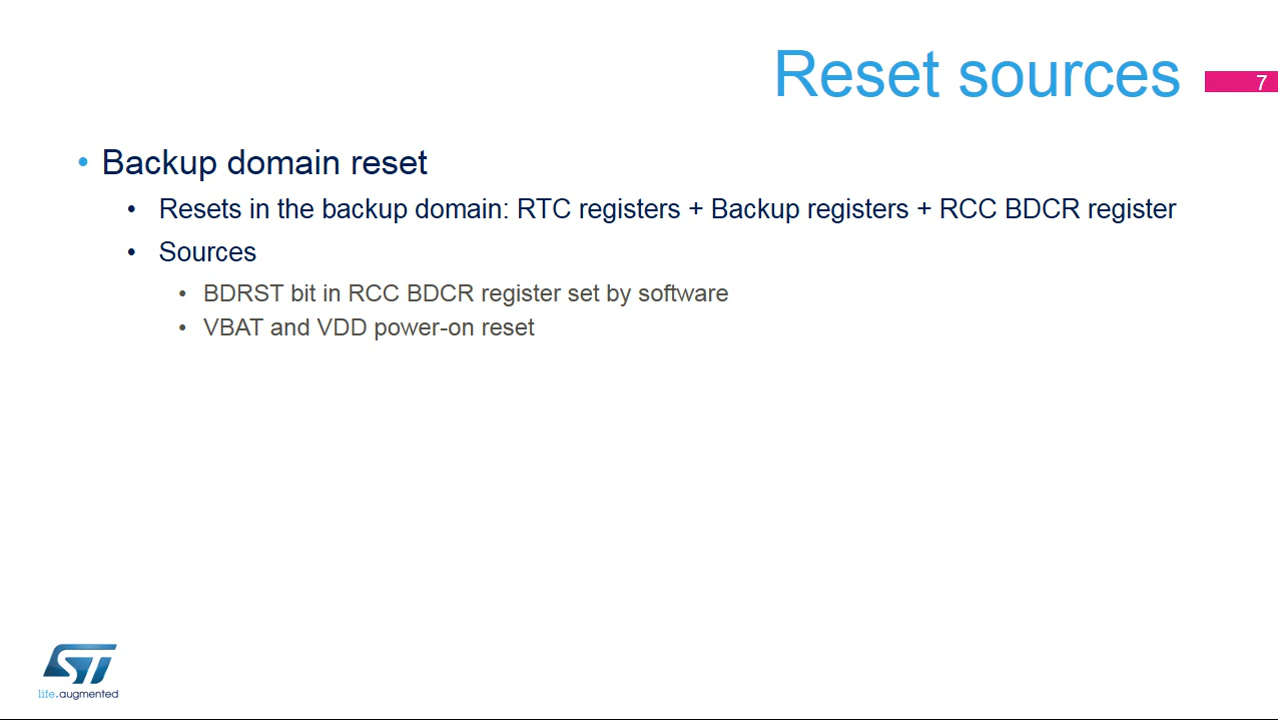 Reset sources
7
• Backup domain reset
• Resets in the backup domain: RTC registers + Backup registers + RCC BDCR register
• Sources
• BDRST bit in RCC BDCR register set by software
• VBAT and VDD power-on reset
ST
life.augmented